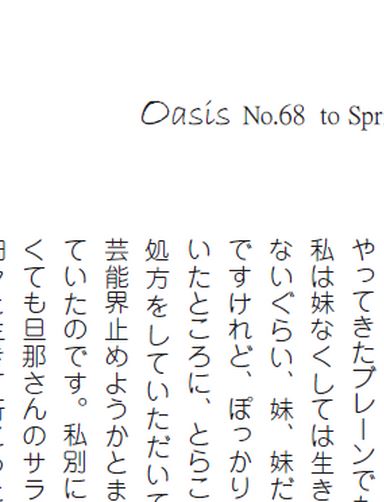 Oasis No.68 to Spr
やってきたブレーンで
私は妹なくしては生き
ないぐらい、妹、妹だ
ですけれど、ぽっかり
いたところに、とらこ
処方をしていただいて
芸能界止めようかとま
ていたのです。私別に
くても旦那さんのサラ